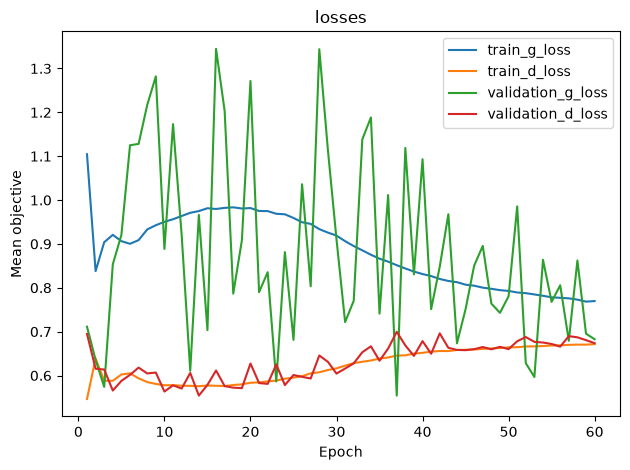 losses
train_g_loss
train_d_loss
validation_g_loss
validation_d_loss
Mean objective
1.3
1.2
1.1
1.0
0.9
0.8
0.7
0.6
0 10 20 30 40 50 60
Epoch